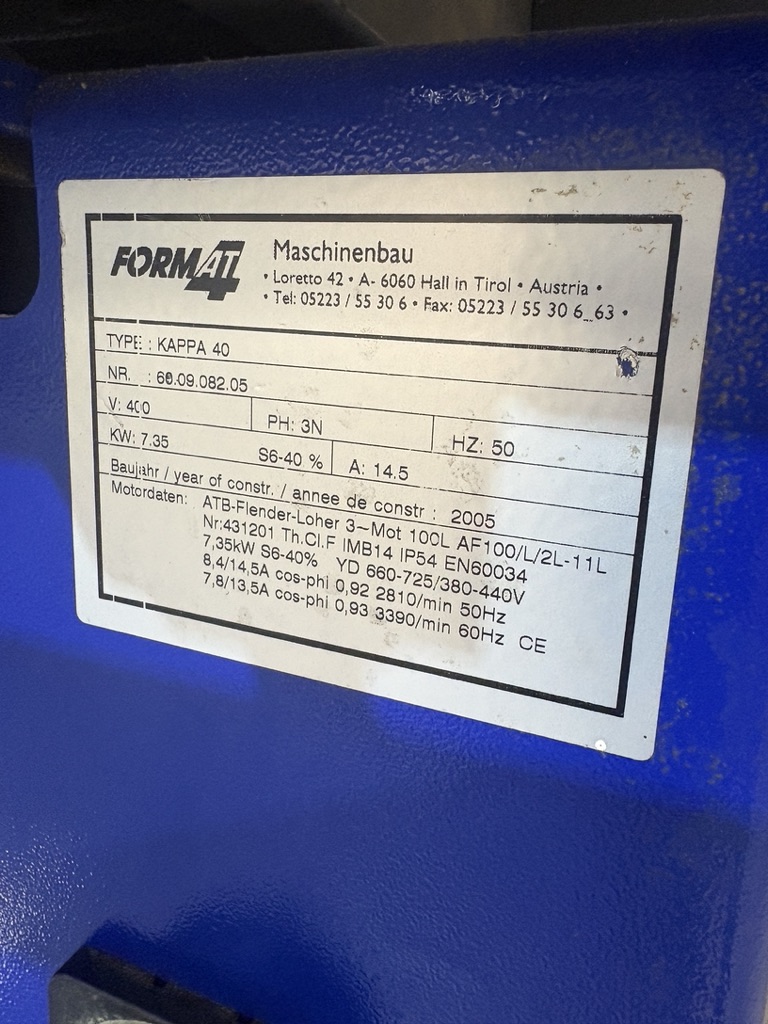 FORMAT 4
Maschinenbau
• Loretto 42 • A- 6060 Hall in Tirol • Austria •
• Tel: 05223 / 55 30 6 • Fax: 05223 / 55 30 6_63 •
TYPE : KAPPA 40
NR. : 60.09.082.05
V: 400 PH: 3N HZ: 50
KW: 7.35 S6-40 % A: 14.5
Baujahr / year of constr. / annee de constr : 2005
Motordaten: ATB-Flender-Loher 3-Mot 100L AF100/L/2L-11L
Nr:431201 Th.Cl.F IMB14 IP54 EN60034
7,35kW S6-40% YD 660-725/380-440V
8,4/14,5A cos-phi 0,92 2810/min 50Hz
7,8/13,5A cos-phi 0,93 3390/min 60Hz CE